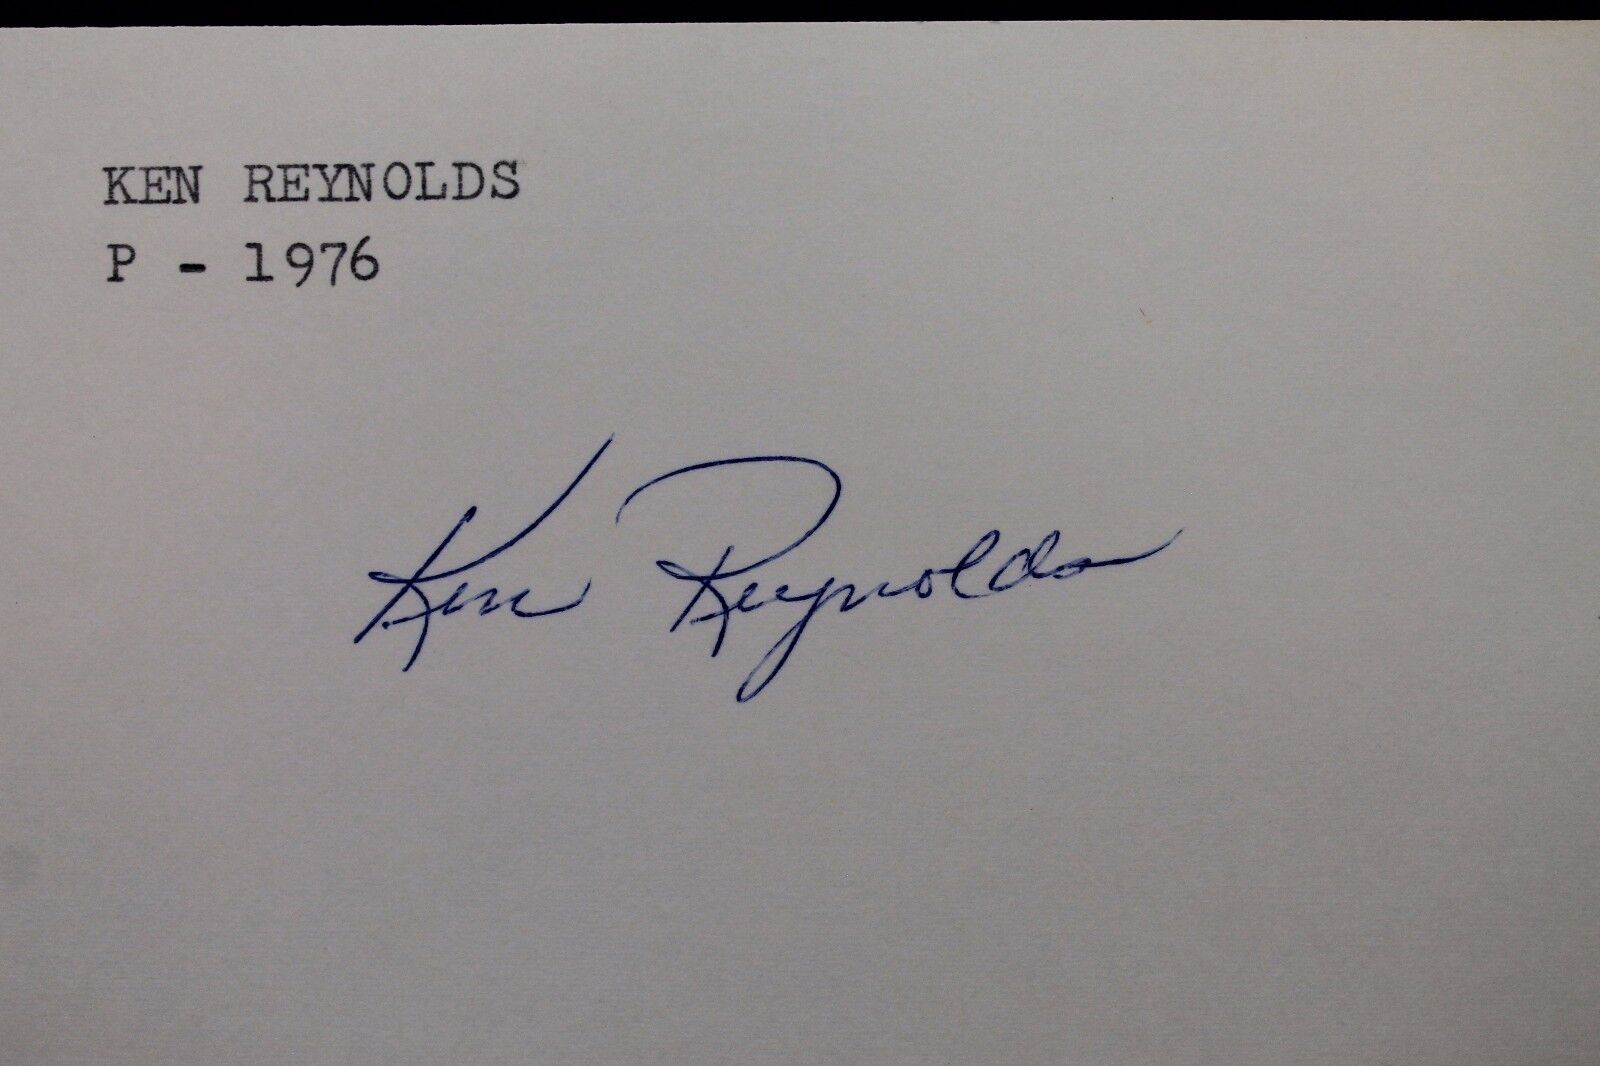 KEN REYNOLDS
P - 1976
Ken Reynolds